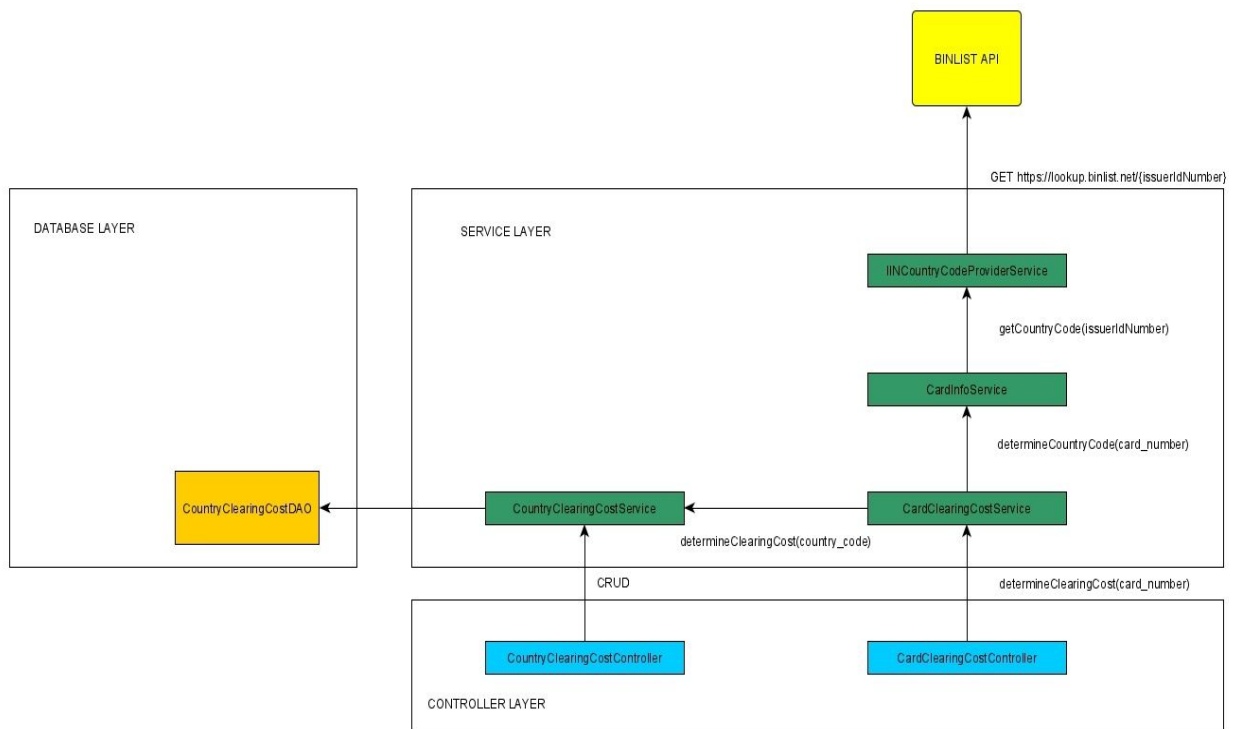 BINLIST API
GET https://lookup.binlist.net/{issuerIdNumber}
DATABASE LAYER
SERVICE LAYER
IINCountryCodeProviderService
getCountryCode(issuerIdNumber)
CardInfoService
determineCountryCode(card_number)
CountryClearingCostDAO
CountryClearingCostService
CardClearingCostService
determineClearingCost(country_code)
CRUD
determineClearingCost(card_number)
CountryClearingCostController
CardClearingCostController
CONTROLLER LAYER